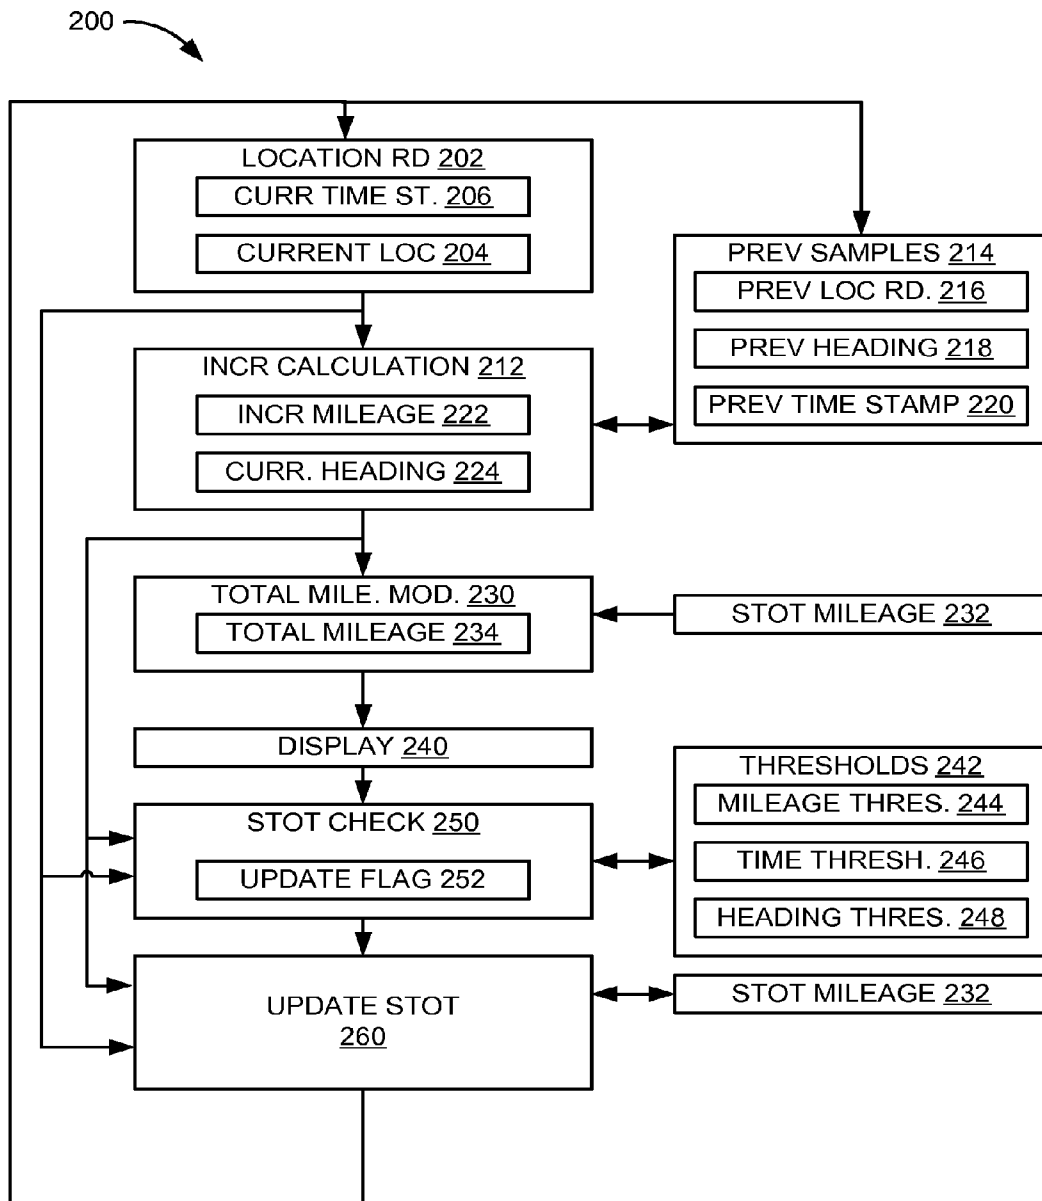 200
LOCATION RD 202
CURR TIME ST. 206
CURRENT LOC 204
PREV SAMPLES 214
PREV LOC RD. 216
PREV HEADING 218
PREV TIME STAMP 220
INCR CALCULATION 212
INCR MILEAGE 222
CURR. HEADING 224
TOTAL MILE. MOD. 230
TOTAL MILEAGE 234
STOT MILEAGE 232
DISPLAY 240
THRESHOLDS 242
MILEAGE THRES. 244
TIME THRESH. 246
HEADING THRES. 248
STOT CHECK 250
UPDATE FLAG 252
UPDATE STOT
260
STOT MILEAGE 232